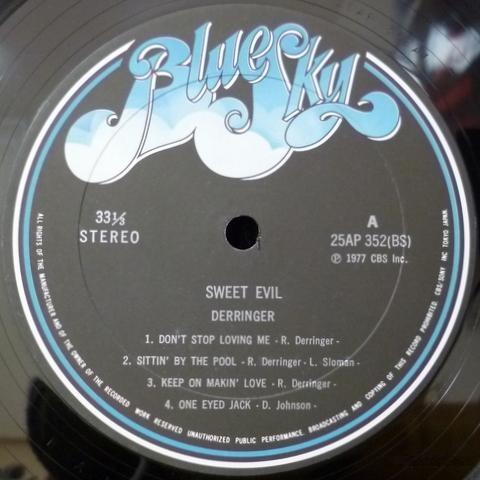 Blue Sky
33⅓
STEREO
A
25AP 352(BS)
℗ 1977 CBS Inc.
SWEET EVIL
DERRINGER
1. DON'T STOP LOVING ME - R. Derringer -
2. SITTIN' BY THE POOL - R. Derringer - L. Sloman -
3. KEEP ON MAKIN' LOVE - R. Derringer -
4. ONE EYED JACK - D. Johnson -
ALL RIGHTS OF THE MANUFACTURER AND OF THE OWNER OF THE RECORDED WORK RESERVED UNAUTHORIZED PUBLIC PERFORMANCE. BROADCASTING AND COPYING OF THIS RECORD PROHIBITED. CBS/SONY INC TOKYO JAPAN.